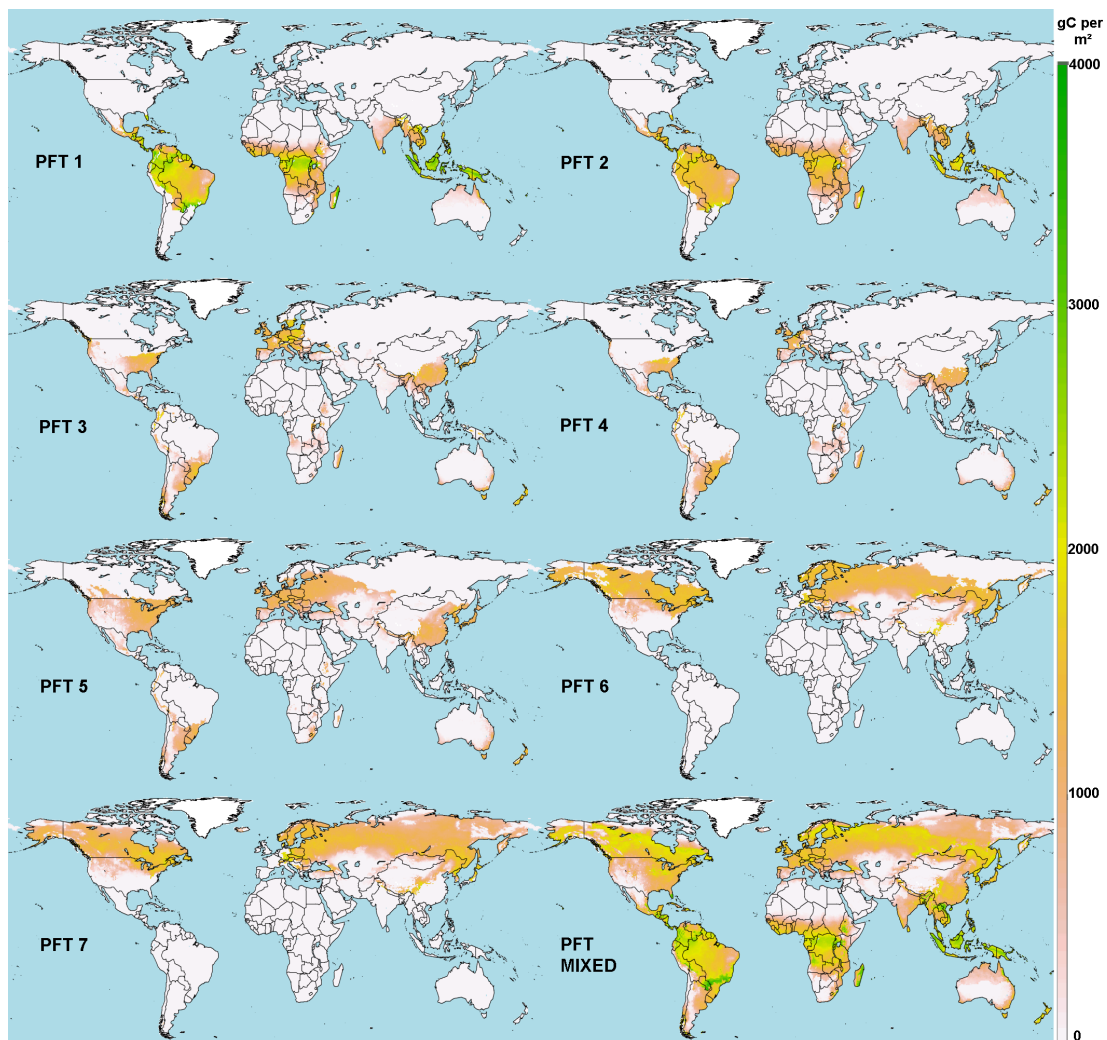 gC per
m²
4000
PFT 1
PFT 2
3000
PFT 3
PFT 4
2000
PFT 5
PFT 6
1000
PFT 7
PFT
MIXED
0